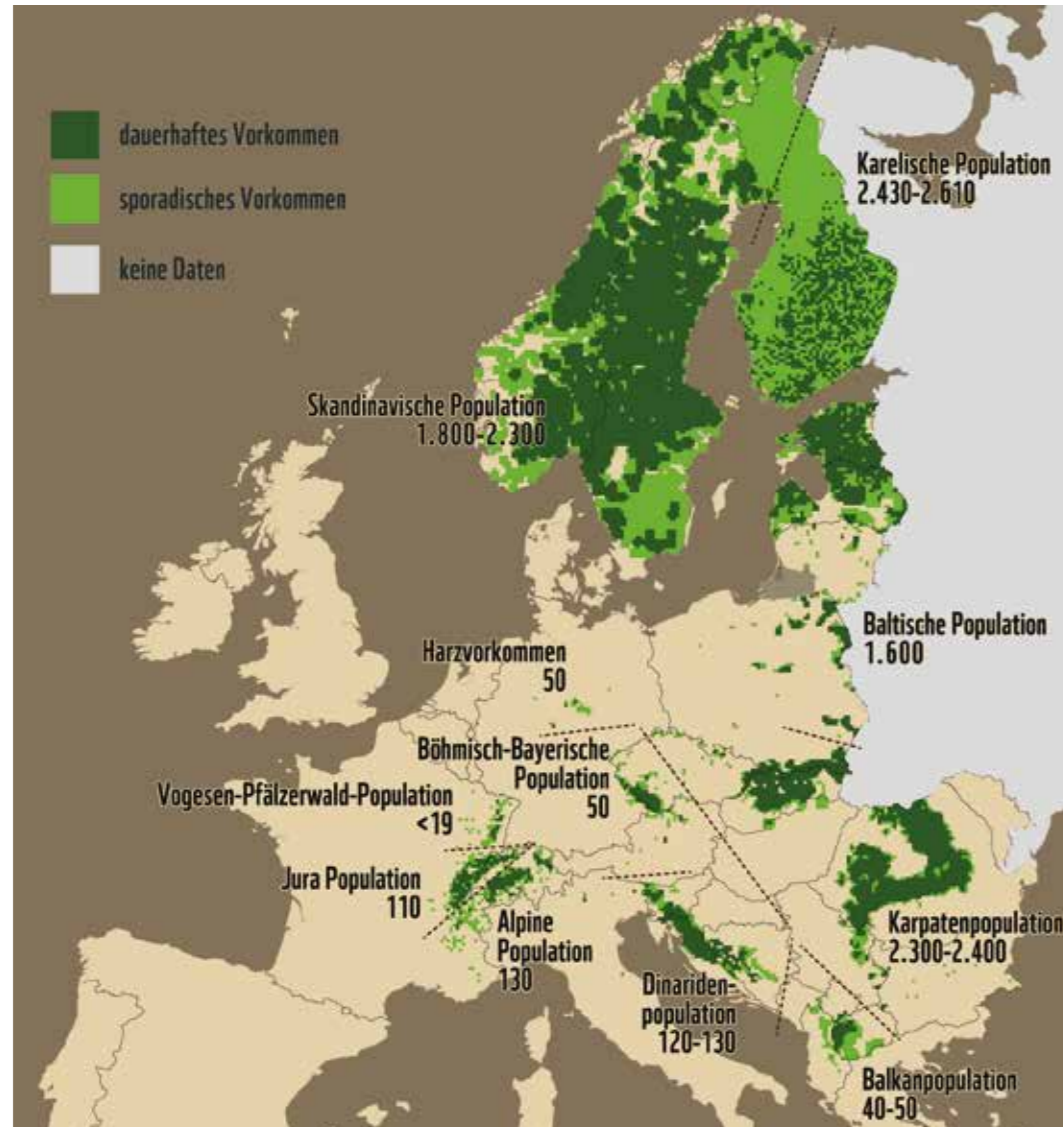 dauerhaftes Vorkommen
sporadisches Vorkommen
keine Daten
Karelische Population
2.430-2.610
Skandinavische Population
1.800-2.300
Baltische Population
1.600
Harzvorkommen
50
Böhmisch-Bayerische
Population
50
Vogesen-Pfälzerwald-Population
<19
Jura Population
110
Alpine
Population
130
Dinariden-
population
120-130
Karpatenpopulation
2.300-2.400
Balkanpopulation
40-50